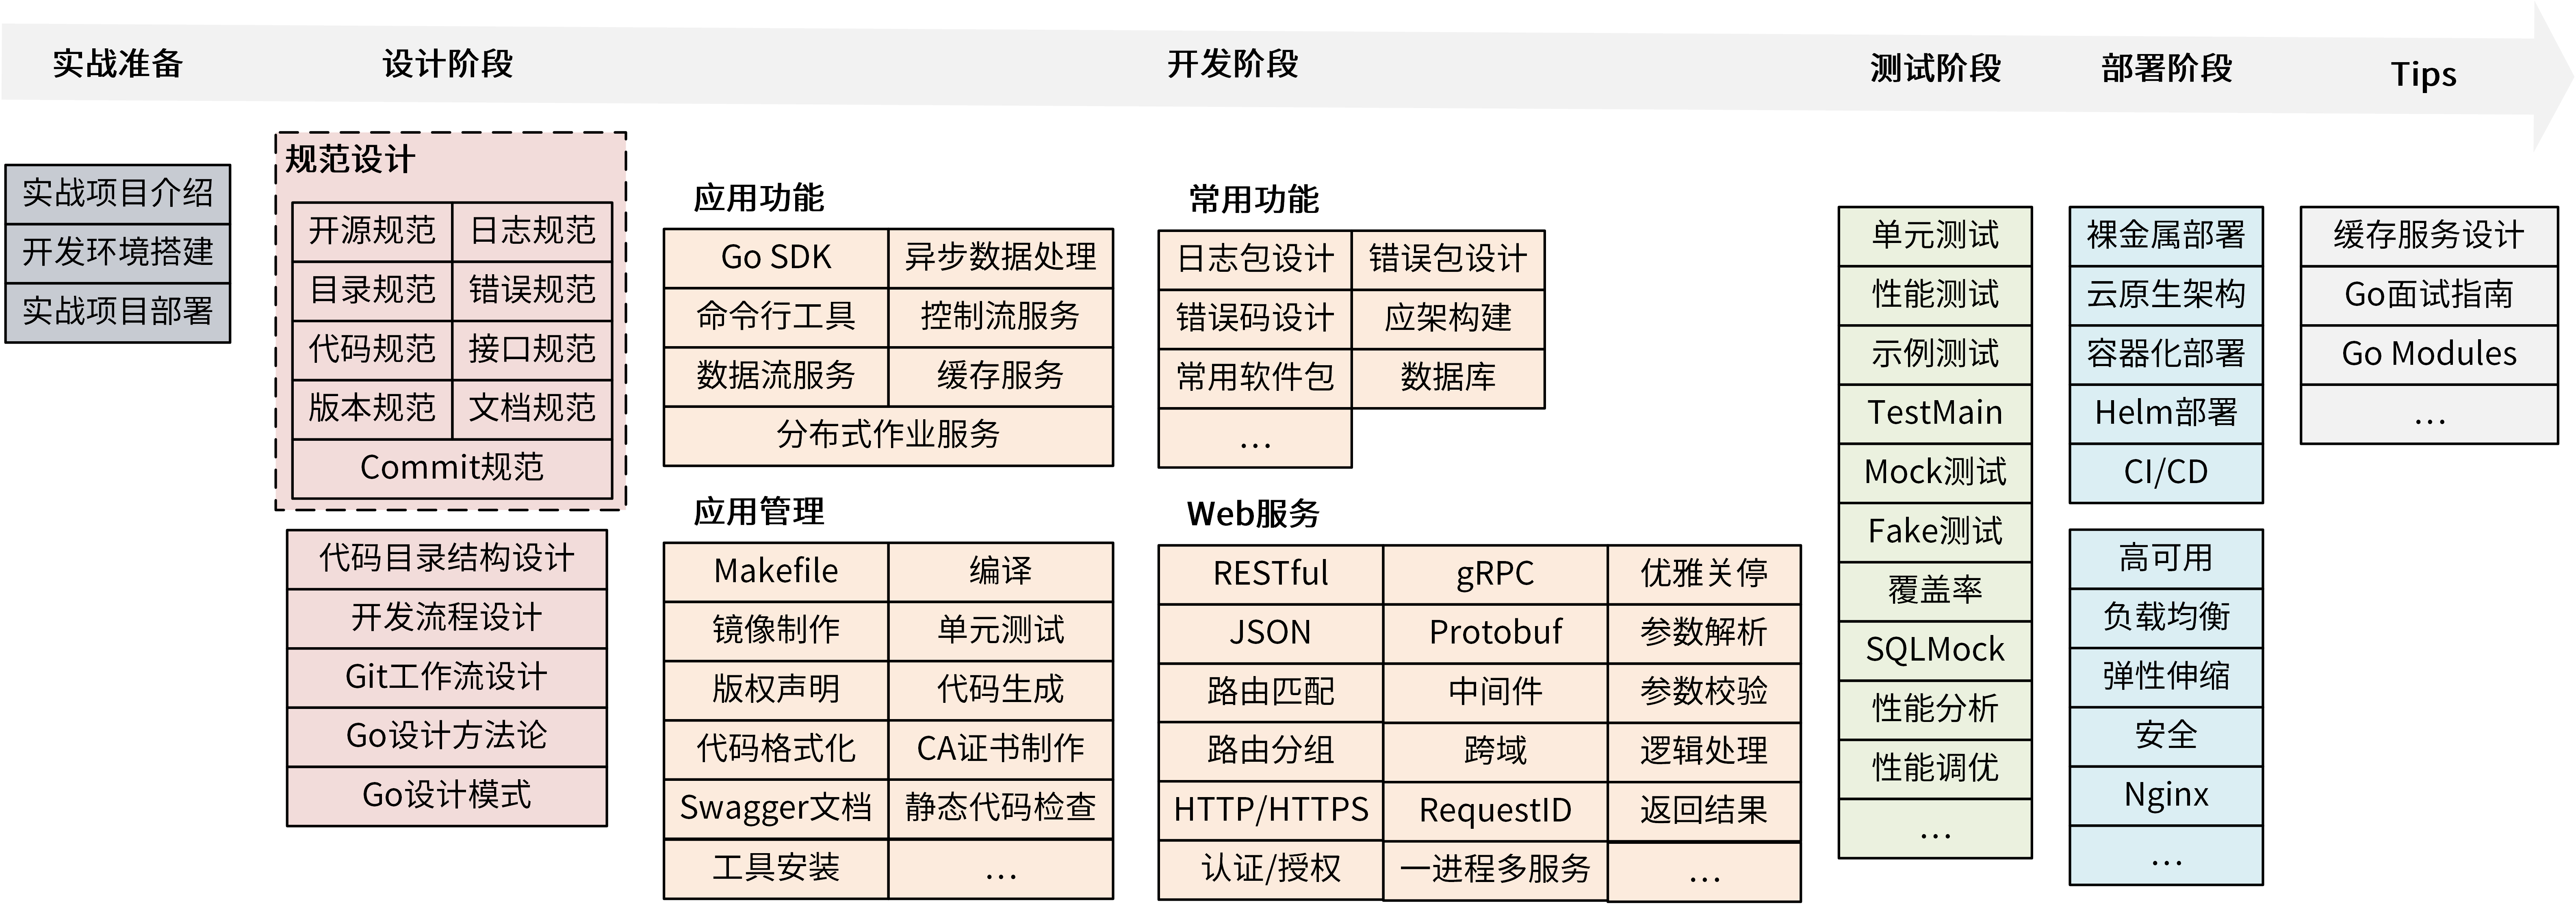 实战准备
设计阶段
开发阶段
测试阶段
部署阶段
Tips
实战项目介绍
开发环境搭建
实战项目部署
规范设计
开源规范 日志规范
目录规范 错误规范
代码规范 接口规范
版本规范 文档规范
Commit规范
代码目录结构设计
开发流程设计
Git工作流设计
Go设计方法论
Go设计模式
应用功能
Go SDK 异步数据处理
命令行工具 控制流服务
数据流服务 缓存服务
分布式作业服务
应用管理
Makefile 编译
镜像制作 单元测试
版权声明 代码生成
代码格式化 CA证书制作
Swagger文档 静态代码检查
工具安装 …
常用功能
日志包设计 错误包设计
错误码设计 应架构建
常用软件包 数据库
…
Web服务
RESTful gRPC 优雅关停
JSON Protobuf 参数解析
路由匹配 中间件 参数校验
路由分组 跨域 逻辑处理
HTTP/HTTPS RequestID 返回结果
认证/授权 一进程多服务 …
单元测试
性能测试
示例测试
TestMain
Mock测试
Fake测试
覆盖率
SQLMock
性能分析
性能调优
…
裸金属部署
云原生架构
容器化部署
Helm部署
CI/CD
高可用
负载均衡
弹性伸缩
安全
Nginx
…
缓存服务设计
Go面试指南
Go Modules
…